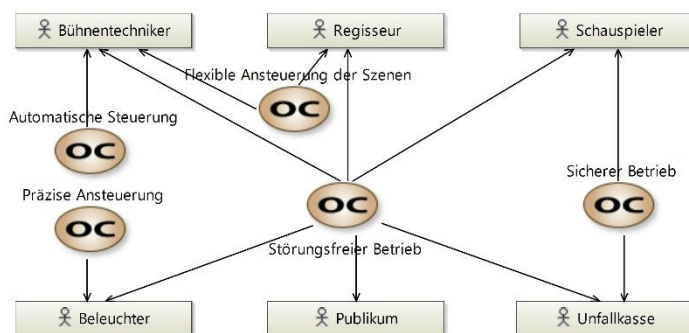 Bühnentechniker
Regisseur
Schauspieler
Flexible Ansteuerung der Szenen
OC
Automatische Steuerung
OC
Präzise Ansteuerung
OC
OC
Störungsfreier Betrieb
Sicherer Betrieb
OC
Beleuchter
Publikum
Unfallkasse